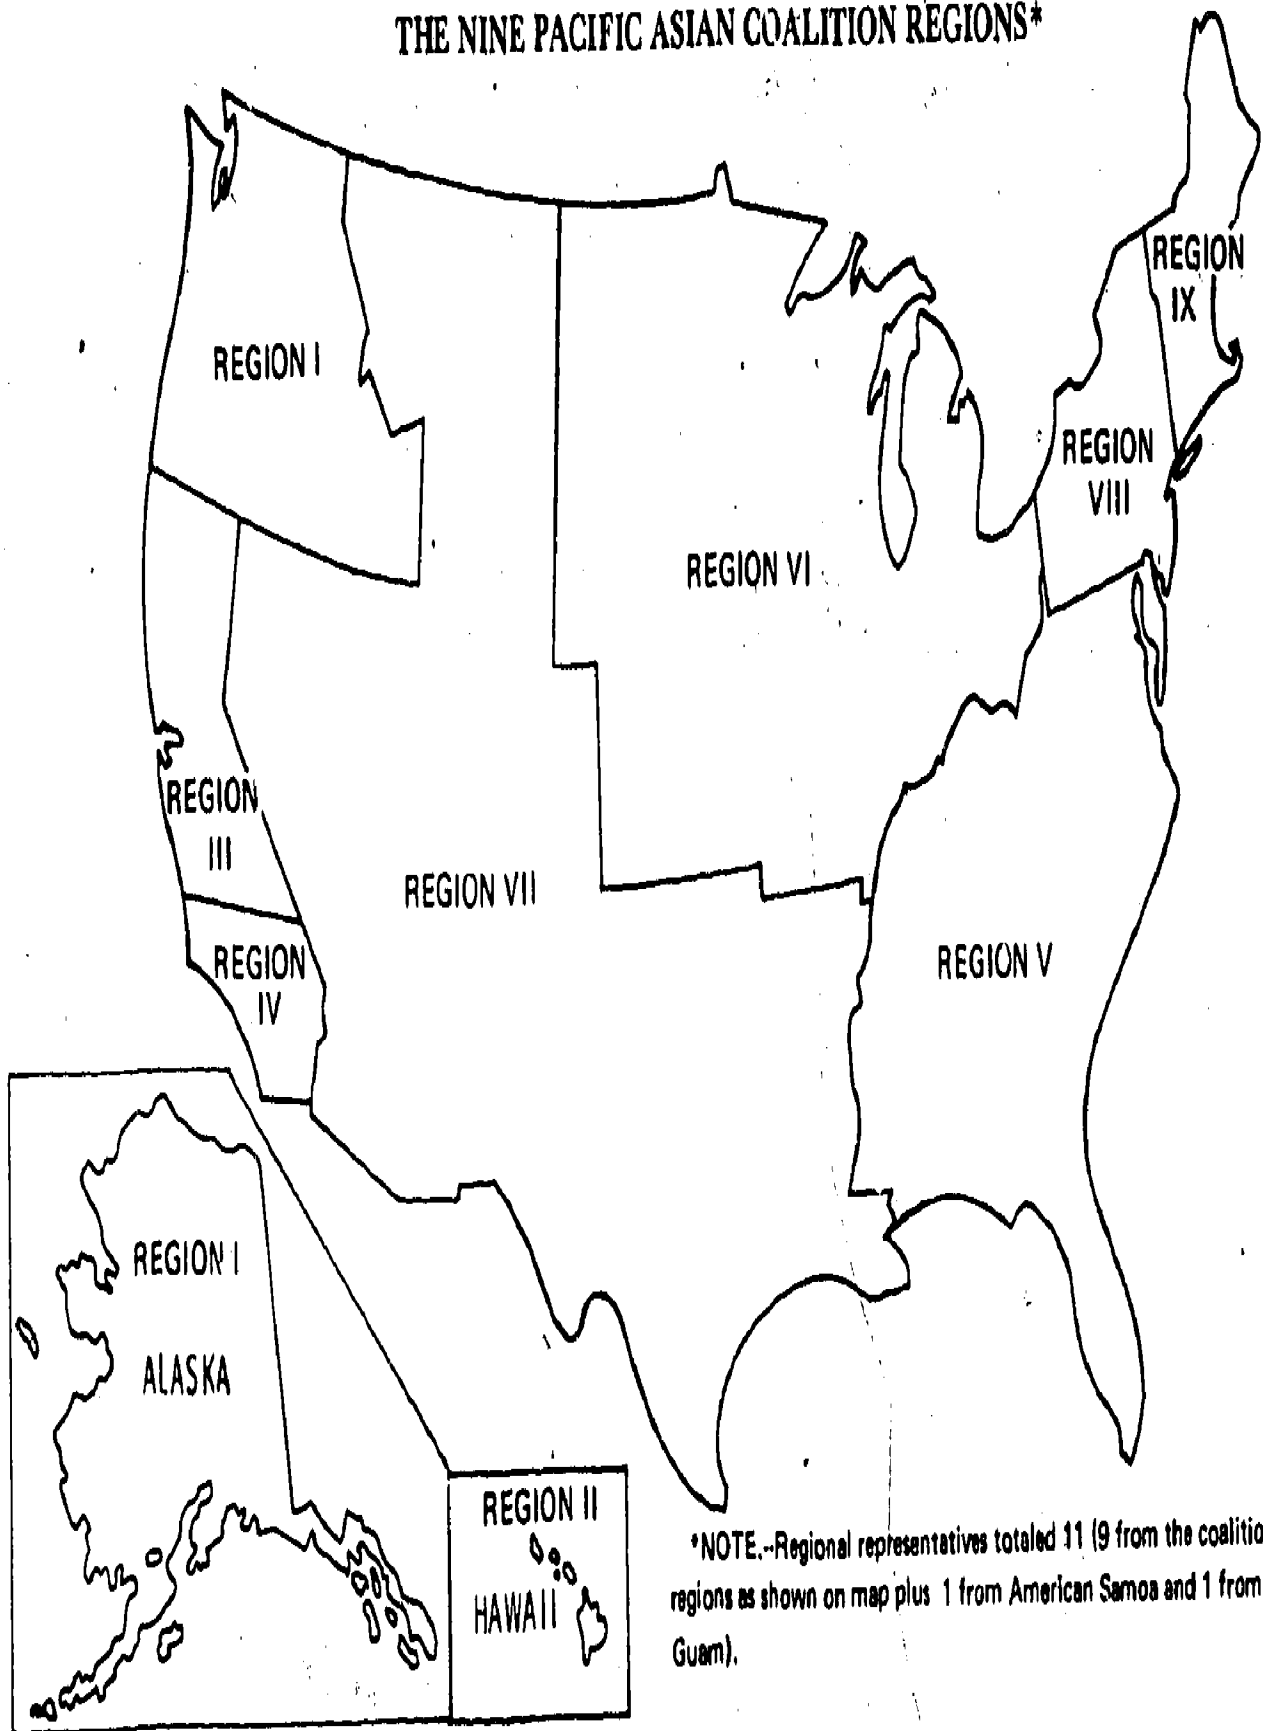 THE NINE PACIFIC ASIAN COALITION REGIONS*
REGION
IX
REGION I
REGION
VIII
REGION VI
REGION
III
REGION VII
REGION
IV
REGION V
REGION I
ALASKA
REGION II
HAWAII
*NOTE.--Regional representatives totaled 11 (9 from the coalitio
regions as shown on map plus 1 from American Samoa and 1 from
Guam).